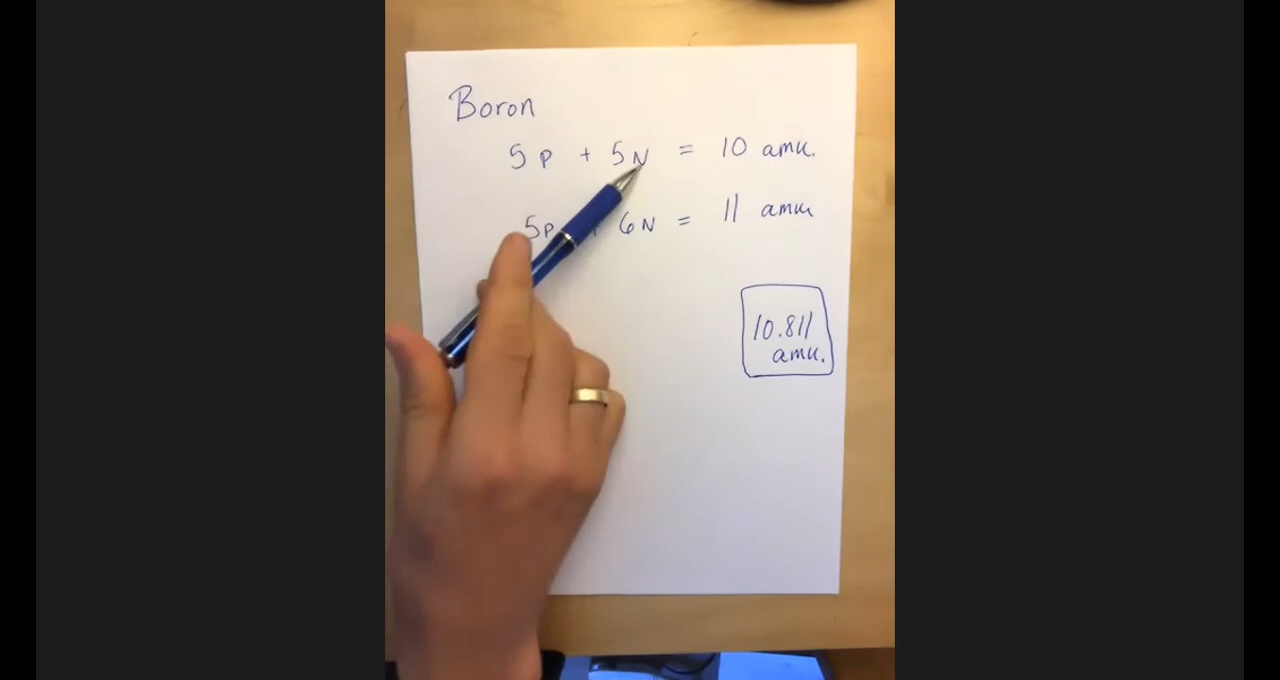 Boron
5 P + 5 N = 10 amu.
5P + 6N = 11 amu
10.811
amu.